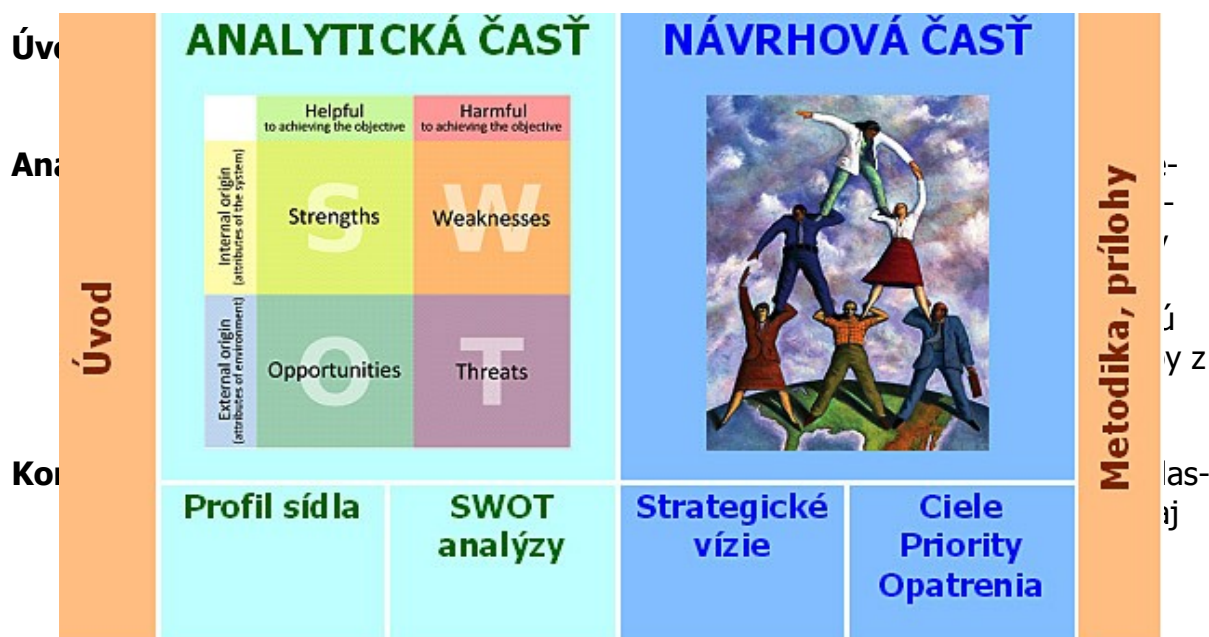 Úvod
ANALYTICKÁ ČASŤ
Helpful
to achieving the objective
Harmful
to achieving the objective
Internal origin
(attributes of the system)
S
Strengths
W
Weaknesses
External origin
(attributes of environment)
O
Opportunities
T
Threats
Profil sídla
SWOT
analýzy
NÁVRHOVÁ ČASŤ
Strategické
vízie
Ciele
Priority
Opatrenia
Metodika, prílohy